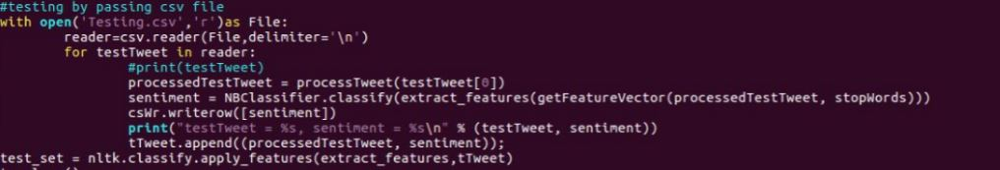 #testing by passing csv file
with open('Testing.csv','r')as File:
reader=csv.reader(File,delimiter='\n')
for testTweet in reader:
#print(testTweet)
processedTestTweet = processTweet(testTweet[0])
sentiment = NBClassifier.classify(extract_features(getFeatureVector(processedTestTweet, stopWords)))
csWr.writerow([sentiment])
print("testTweet = %s, sentiment = %s\n" % (testTweet, sentiment))
tTweet.append((processedTestTweet, sentiment));
test_set = nltk.classify.apply_features(extract_features,tTweet)